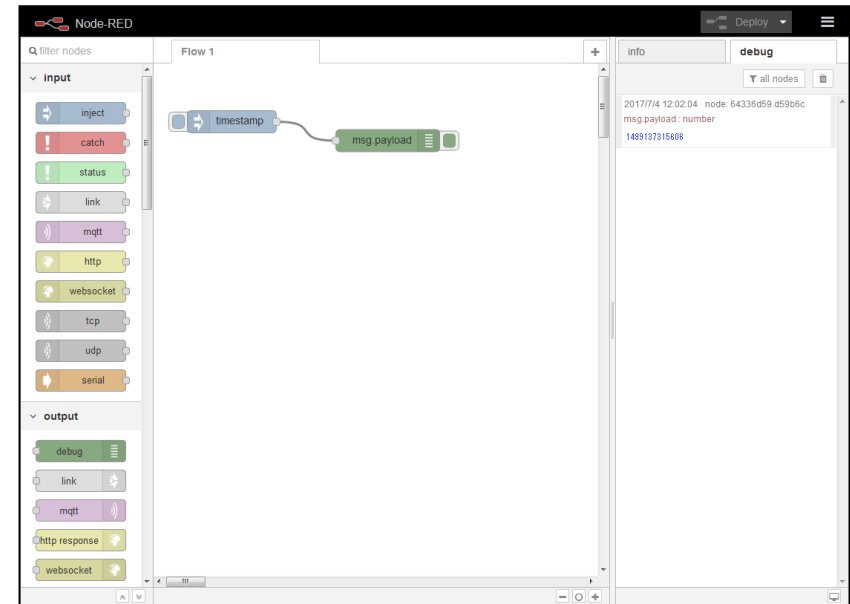 Node-RED
Deploy
filter nodes
Flow 1
info
debug
input
all nodes
inject
catch
status
link
mqtt
http
websocket
tcp
udp
serial
output
debug
link
mqtt
http response
websocket
timestamp
msg.payload
2017/7/4 12:02:04 node: 64336d59.d59b6c
msg.payload : number
1499137315606